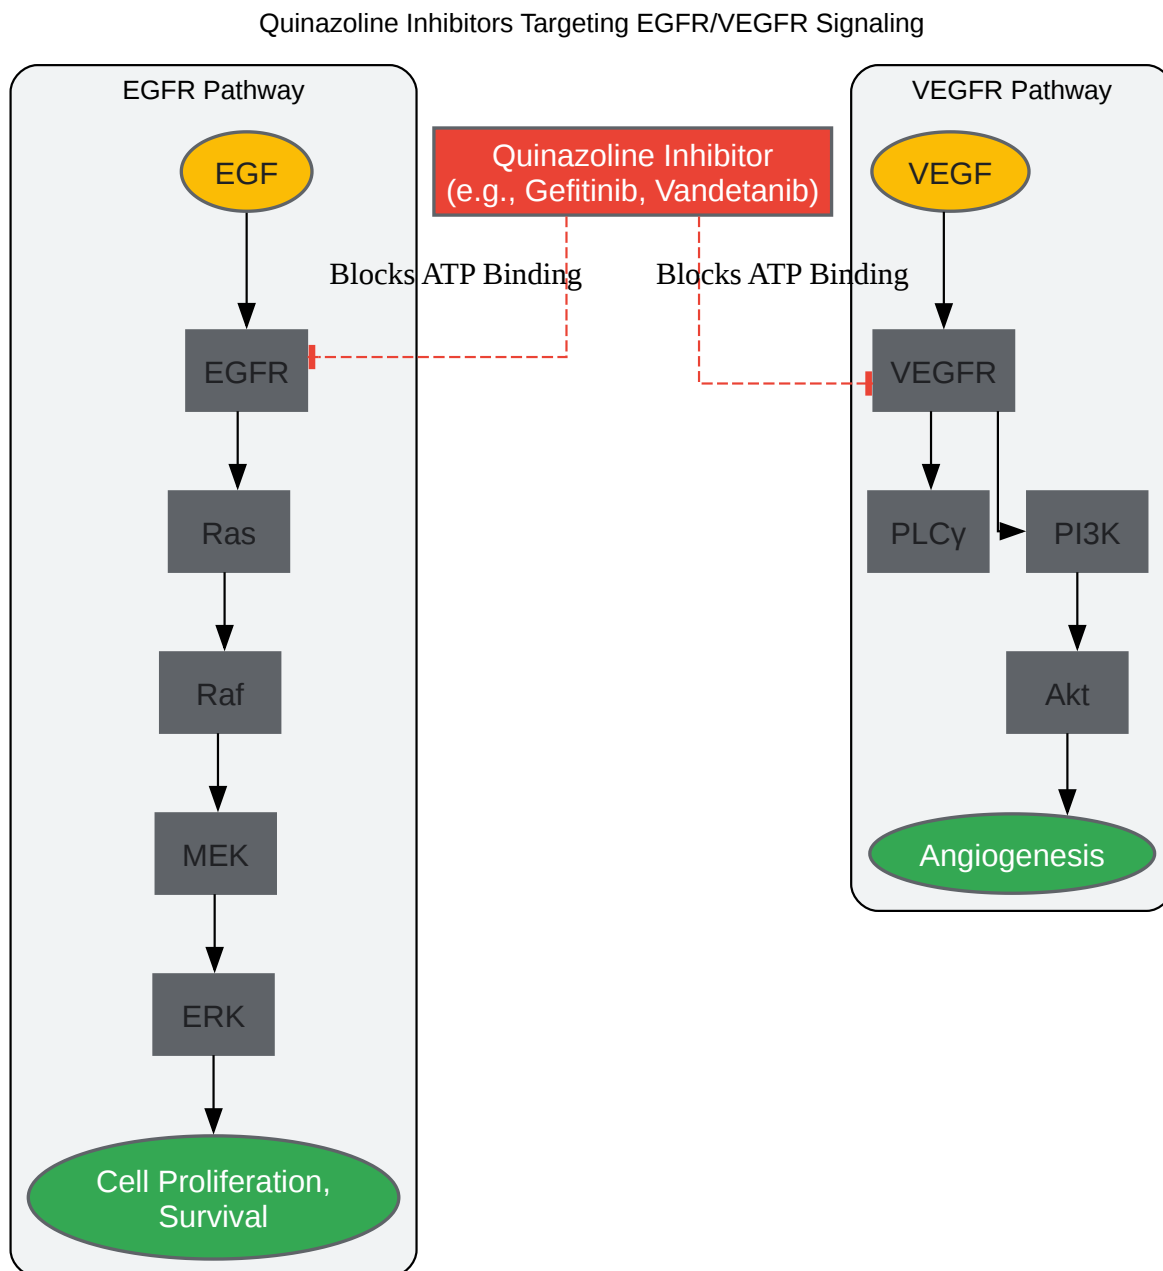 Quinazoline Inhibitors Targeting EGFR/VEGFR Signaling
EGFR Pathway
EGF
EGFR
Ras
Raf
MEK
ERK
Cell Proliferation,
Survival
Quinazoline Inhibitor
(e.g., Gefitinib, Vandetanib)
Blocks ATP Binding
Blocks ATP Binding
VEGFR Pathway
VEGF
VEGFR
PLCγ
PI3K
Akt
Angiogenesis